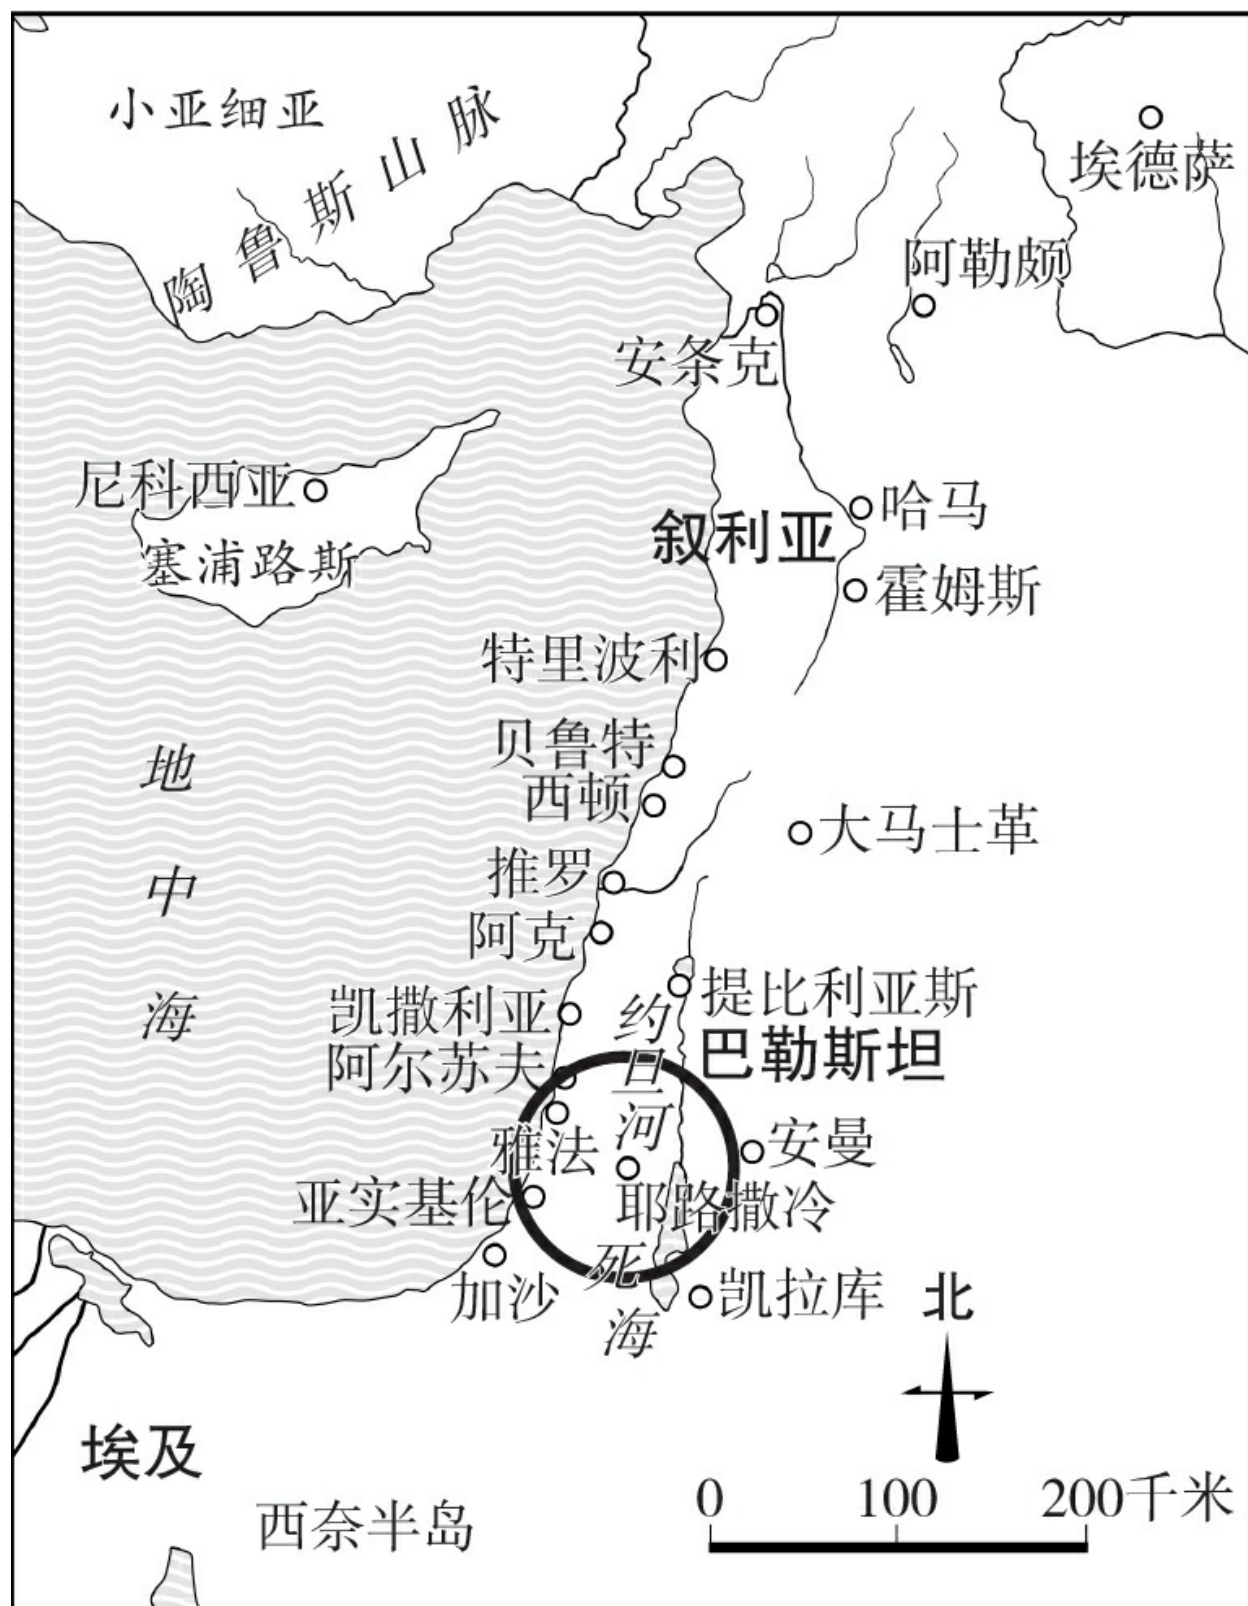 小亚细亚
陶鲁斯山脉
埃德萨
阿勒颇
安条克
尼科西亚
塞浦路斯
哈马
叙利亚
霍姆斯
特里波利
贝鲁特
西顿
大马士革
推罗
阿克
地中海
提比利亚斯
凯撒利亚
约旦河
巴勒斯坦
阿尔苏夫
雅法
安曼
亚实基伦
耶路撒冷
死海
加沙
凯拉库
北
埃及
西奈半岛
0 100 200千米